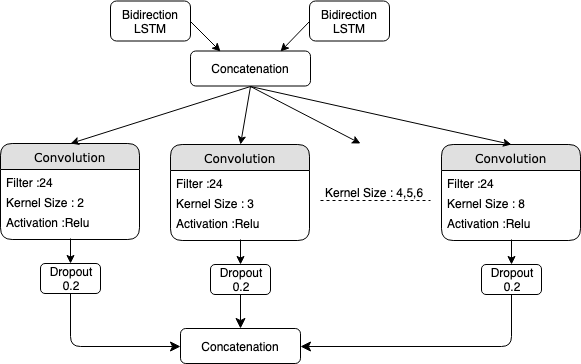 Bidirection
LSTM
Bidirection
LSTM
Concatenation
Convolution
Filter :24
Kernel Size : 2
Activation :Relu
Convolution
Filter :24
Kernel Size : 3
Activation :Relu
Kernel Size : 4,5,6
Convolution
Filter :24
Kernel Size : 8
Activation :Relu
Dropout
0.2
Dropout
0.2
Dropout
0.2
Concatenation